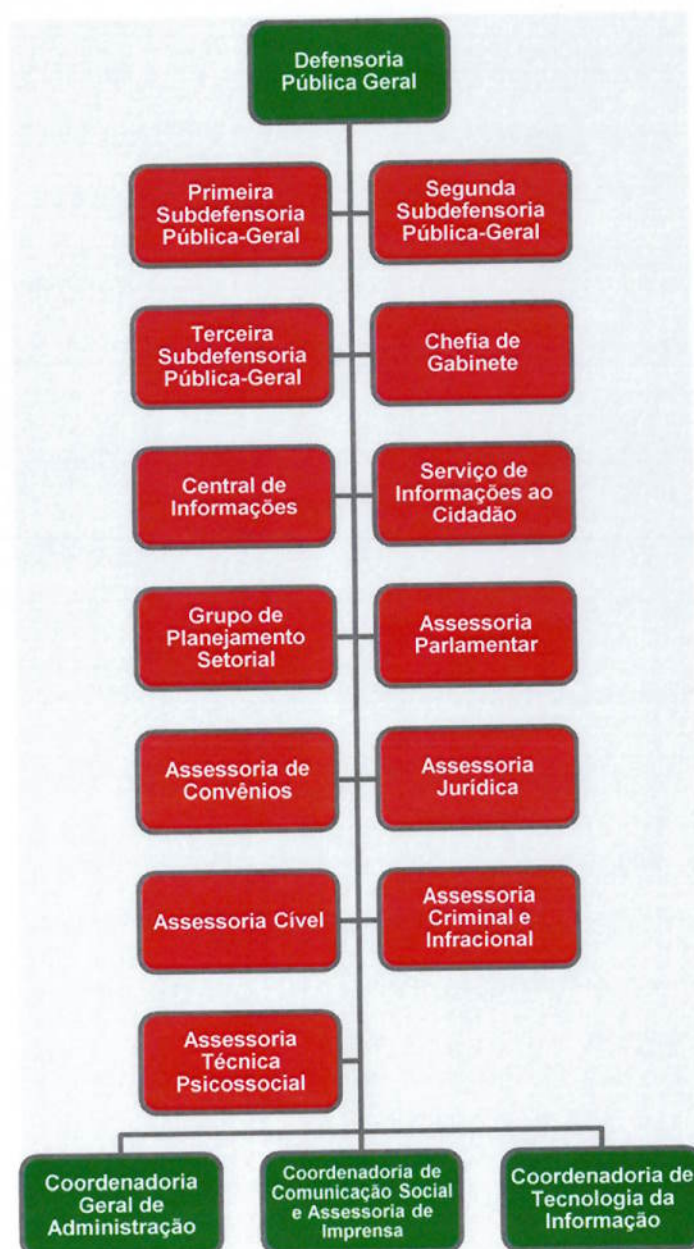 Defensoria
Pública Geral
Primeira
Subdefensoria
Pública-Geral
Segunda
Subdefensoria
Pública-Geral
Terceira
Subdefensoria
Pública-Geral
Chefia de
Gabinete
Central de
Informações
Serviço de
Informações ao
Cidadão
Grupo de
Planejamento
Setorial
Assessoria
Parlamentar
Assessoria de
Convênios
Assessoria
Jurídica
Assessoria Cível
Assessoria
Criminal e
Infracional
Assessoria
Técnica
Psicossocial
Coordenadoria
Geral de
Administração
Coordenadoria de
Comunicação Social
e Assessoria de
Imprensa
Coordenadoria de
Tecnologia da
Informação